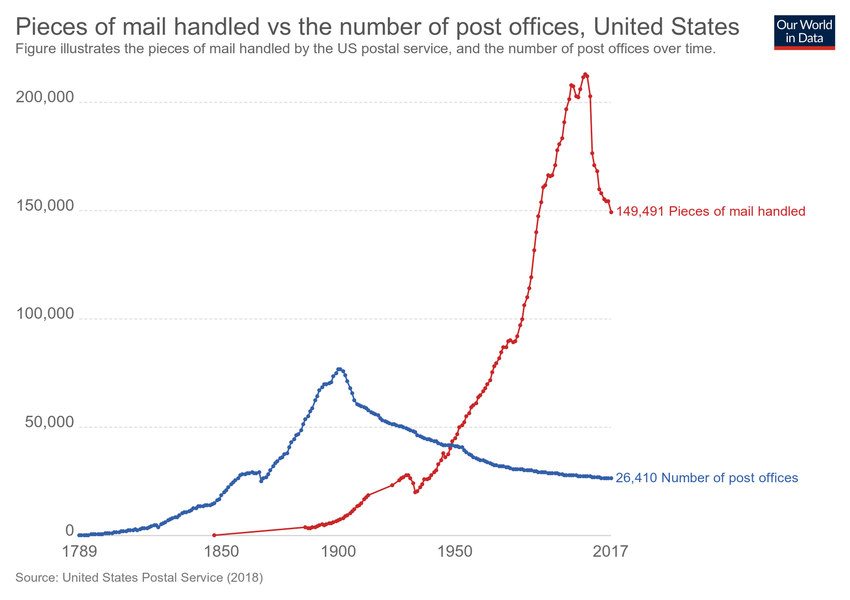 Pieces of mail handled vs the number of post offices, United States
Figure illustrates the pieces of mail handled by the US postal service, and the number of post offices over time.
Our World
in Data
200,000
150,000
100,000
50,000
0
149,491 Pieces of mail handled
26,410 Number of post offices
1789
1850
1900
1950
2017
Source: United States Postal Service (2018)